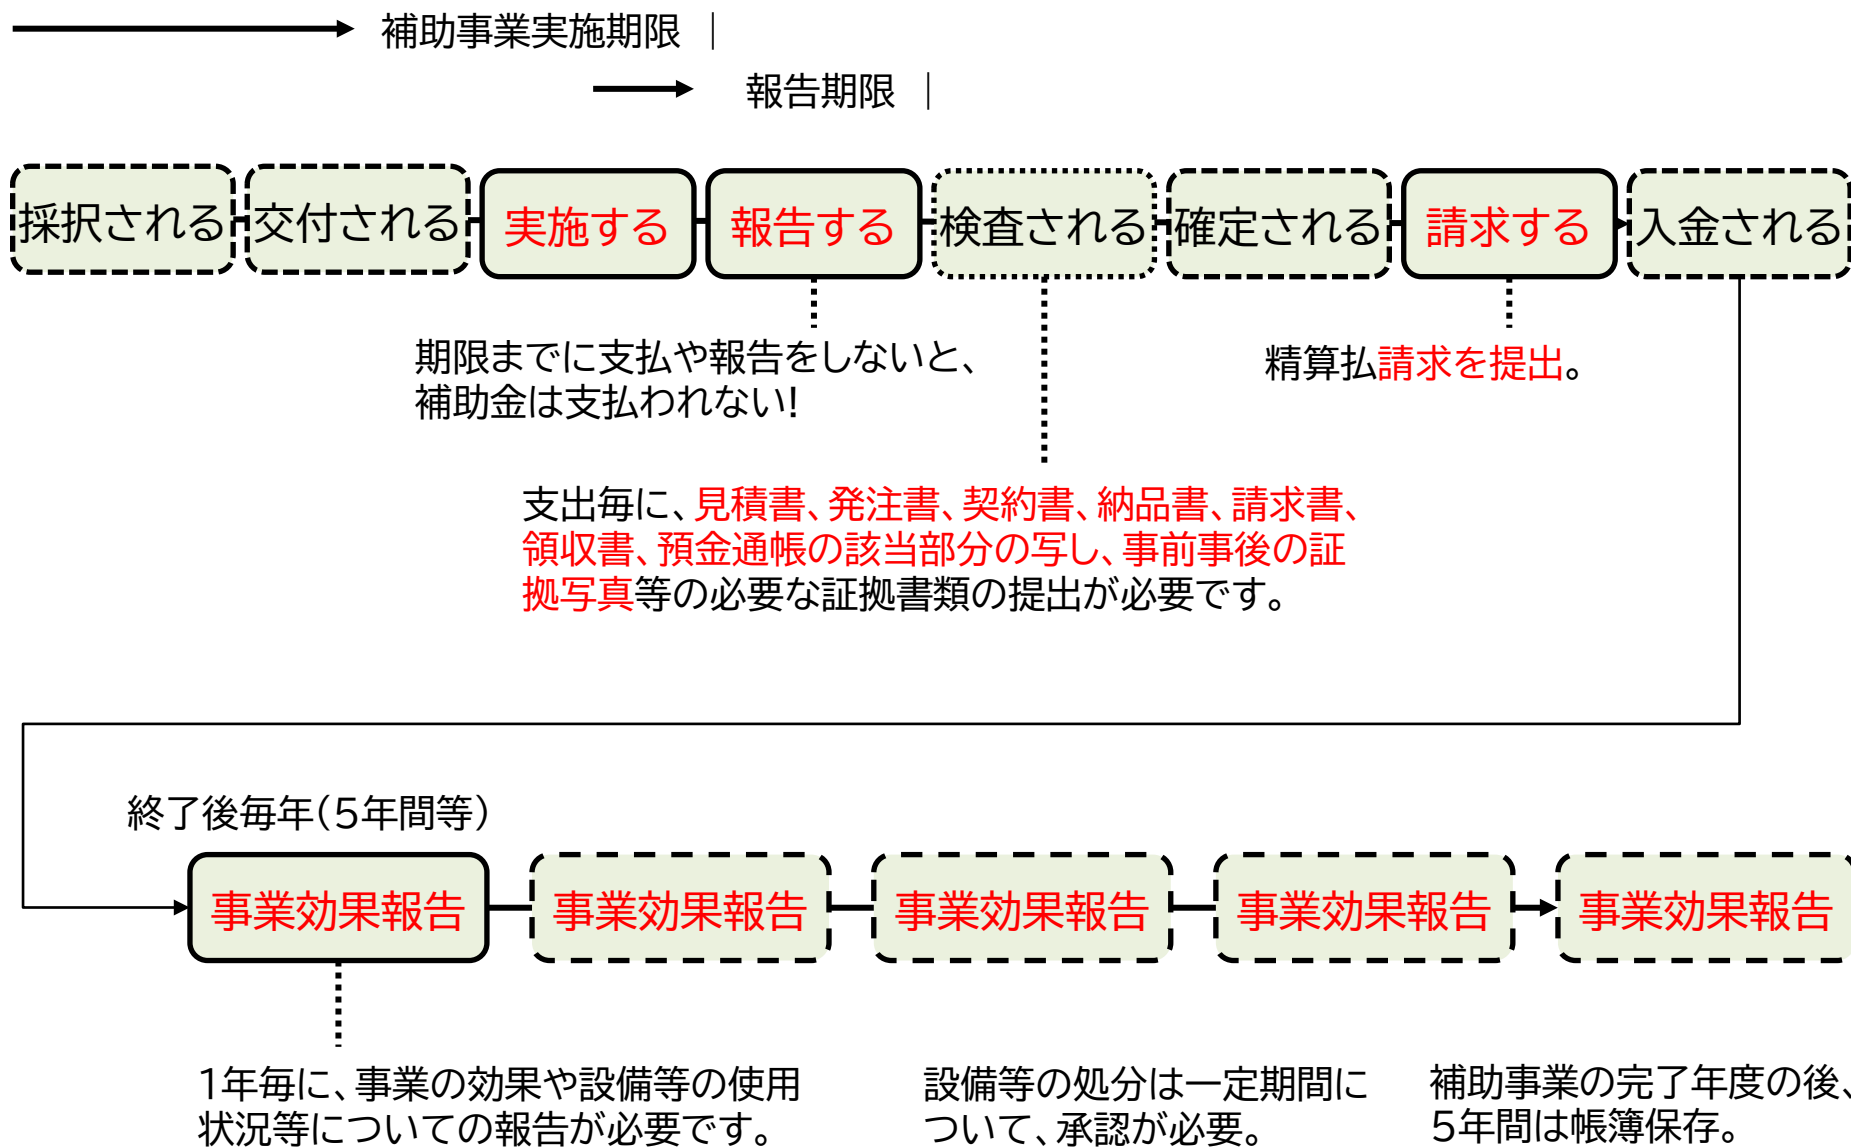 補助事業実施期限 |
報告期限 |
採択される
交付される
実施する
報告する
検査される
確定される
請求する
入金される
期限までに支払や報告をしないと、
補助金は支払われない!
精算払請求を提出。
支出毎に、見積書、発注書、契約書、納品書、請求書、
領収書、預金通帳の該当部分の写し、事前事後の証
拠写真等の必要な証拠書類の提出が必要です。
終了後毎年(5年間等)
事業効果報告
事業効果報告
事業効果報告
事業効果報告
事業効果報告
1年毎に、事業の効果や設備等の使用
状況等についての報告が必要です。
設備等の処分は一定期間に
ついて、承認が必要。
補助事業の完了年度の後、
5年間は帳簿保存。